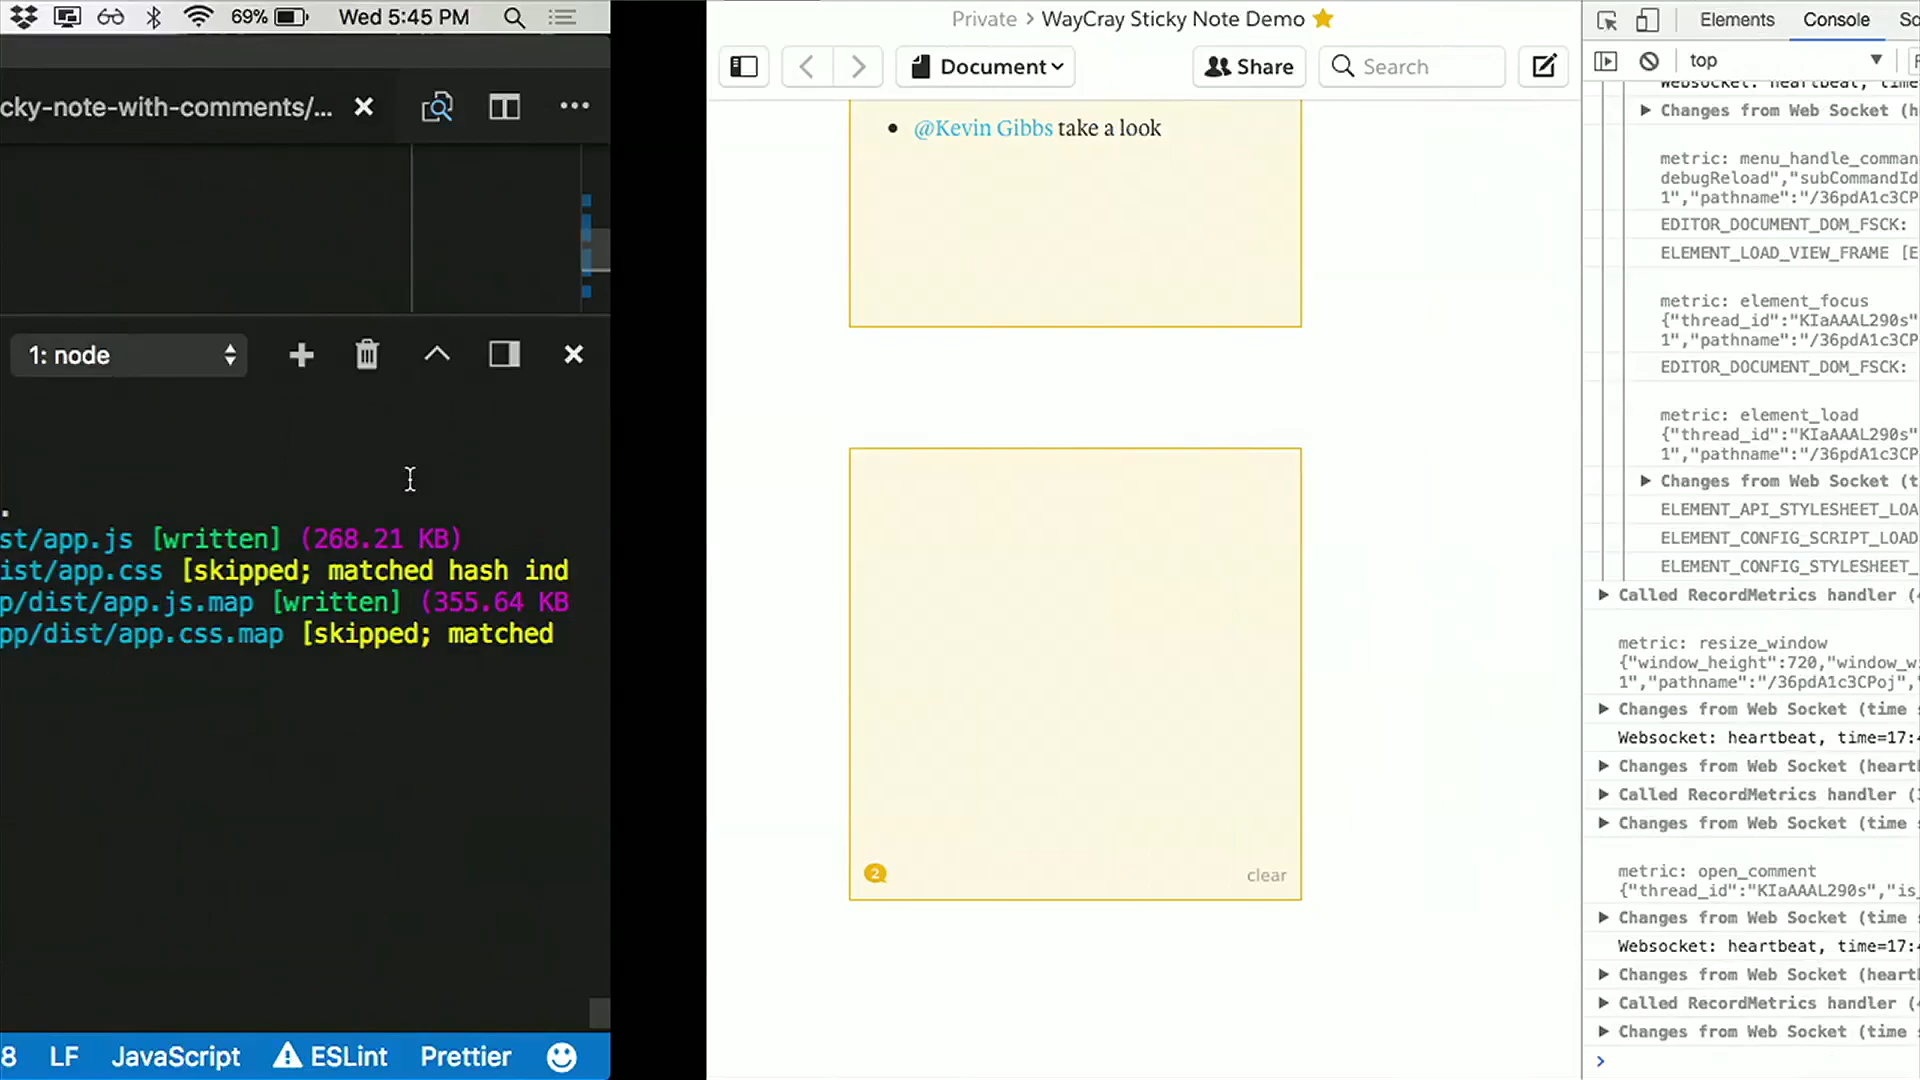 69%
Wed 5:45 PM
cky-note-with-comments/...
1: node
.
st/app.js [written] (268.21 KB)
ist/app.css [skipped; matched hash ind
p/dist/app.js.map [written] (355.64 KB
pp/dist/app.css.map [skipped; matched
8 LF JavaScript ESLint Prettier
Private > WayCray Sticky Note Demo
Document
Share
Search
• @Kevin Gibbs take a look
2
clear
Elements Console So
top
Websocket: heartbeat, time
Changes from Web Socket (h
metric: menu_handle_comman
debugReload","subCommandId
1","pathname":"/36pdA1c3CP
EDITOR_DOCUMENT_DOM_FSCK:
ELEMENT_LOAD_VIEW_FRAME [E
metric: element_focus
{"thread_id":"KIaAAAL290s"
1","pathname":"/36pdA1c3CP
EDITOR_DOCUMENT_DOM_FSCK:
metric: element_load
{"thread_id":"KIaAAAL290s"
1","pathname":"/36pdA1c3CP
Changes from Web Socket (t
ELEMENT_API_STYLESHEET_LOA
ELEMENT_CONFIG_SCRIPT_LOAD
ELEMENT_CONFIG_STYLESHEET_
Called RecordMetrics handler (
metric: resize_window
{"window_height":720,"window_w
1","pathname":"/36pdA1c3CPoj",
Changes from Web Socket (time
Websocket: heartbeat, time=17:4
Changes from Web Socket (heart
Called RecordMetrics handler (
Changes from Web Socket (time
metric: open_comment
{"thread_id":"KIaAAAL290s","is_
Changes from Web Socket (time
Websocket: heartbeat, time=17:4
Changes from Web Socket (heart
Called RecordMetrics handler (
Changes from Web Socket (time
>